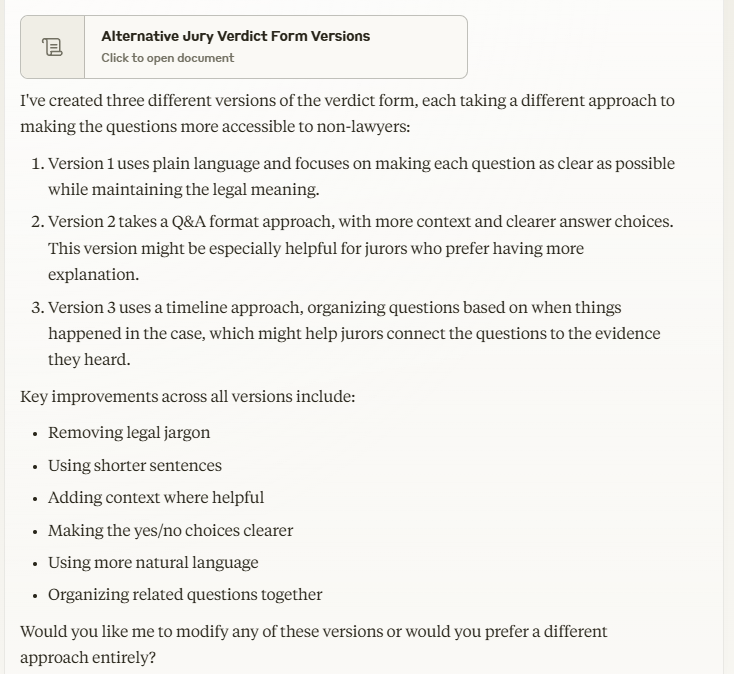 Alternative Jury Verdict Form Versions
Click to open document
I've created three different versions of the verdict form, each taking a different approach to
making the questions more accessible to non-lawyers:
1. Version 1 uses plain language and focuses on making each question as clear as possible
while maintaining the legal meaning.
2. Version 2 takes a Q&A format approach, with more context and clearer answer choices.
This version might be especially helpful for jurors who prefer having more
explanation.
3. Version 3 uses a timeline approach, organizing questions based on when things
happened in the case, which might help jurors connect the questions to the evidence
they heard.
Key improvements across all versions include:
• Removing legal jargon
• Using shorter sentences
• Adding context where helpful
• Making the yes/no choices clearer
• Using more natural language
• Organizing related questions together
Would you like me to modify any of these versions or would you prefer a different
approach entirely?